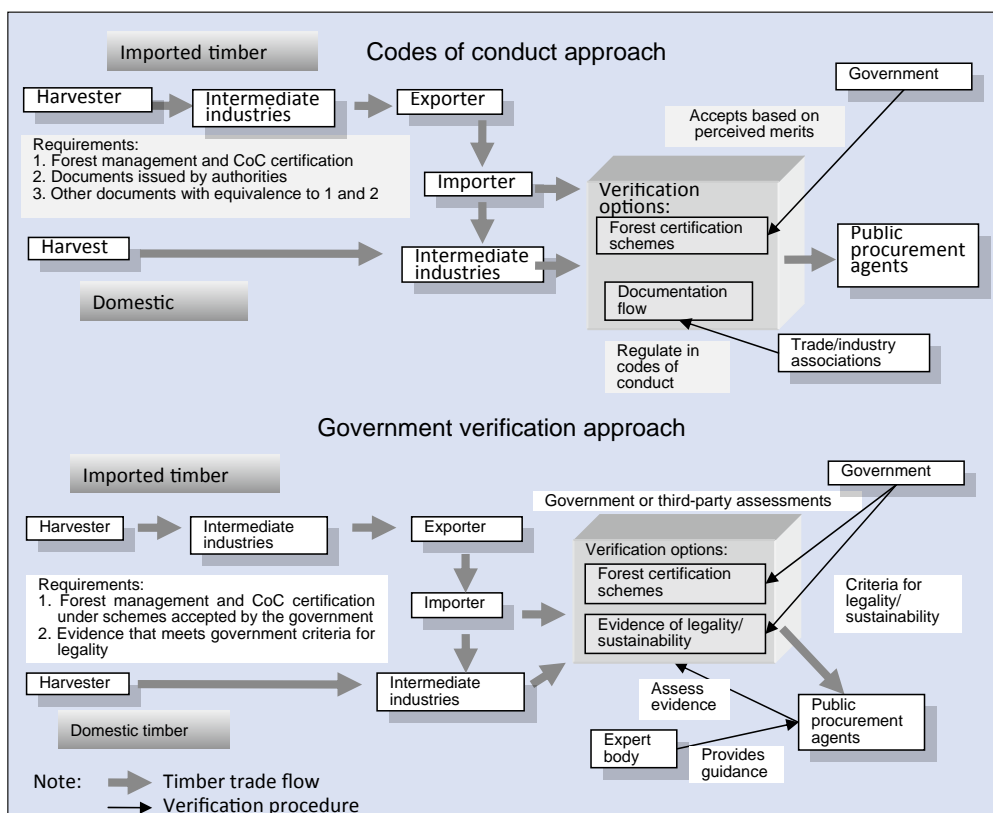 Imported timber
Codes of conduct approach
Government
Harvester
Intermediate
industries
Exporter
Accepts based on
perceived merits
Requirements:
1. Forest management and CoC certification
2. Documents issued by authorities
3. Other documents with equivalence to 1 and 2
Importer
Verification
options:
Forest certification
schemes
Harvest
Intermediate
industries
Public
procurement
agents
Domestic
Documentation
flow
Regulate in
codes of
conduct
Trade/industry
associations
Government verification approach
Imported timber
Government
Government or third-party assessments
Harvester
Intermediate
industries
Exporter
Verification options:
Forest certification
schemes
Requirements:
1. Forest management and CoC certification
under schemes accepted by the government
2. Evidence that meets government criteria for
legality
Importer
Evidence of legality/
sustainability
Criteria for
legality/
sustainability
Harvester
Intermediate
industries
Assess
evidence
Public
procurement
agents
Domestic timber
Expert
body
Provides
guidance
Note:
Timber trade flow
Verification procedure